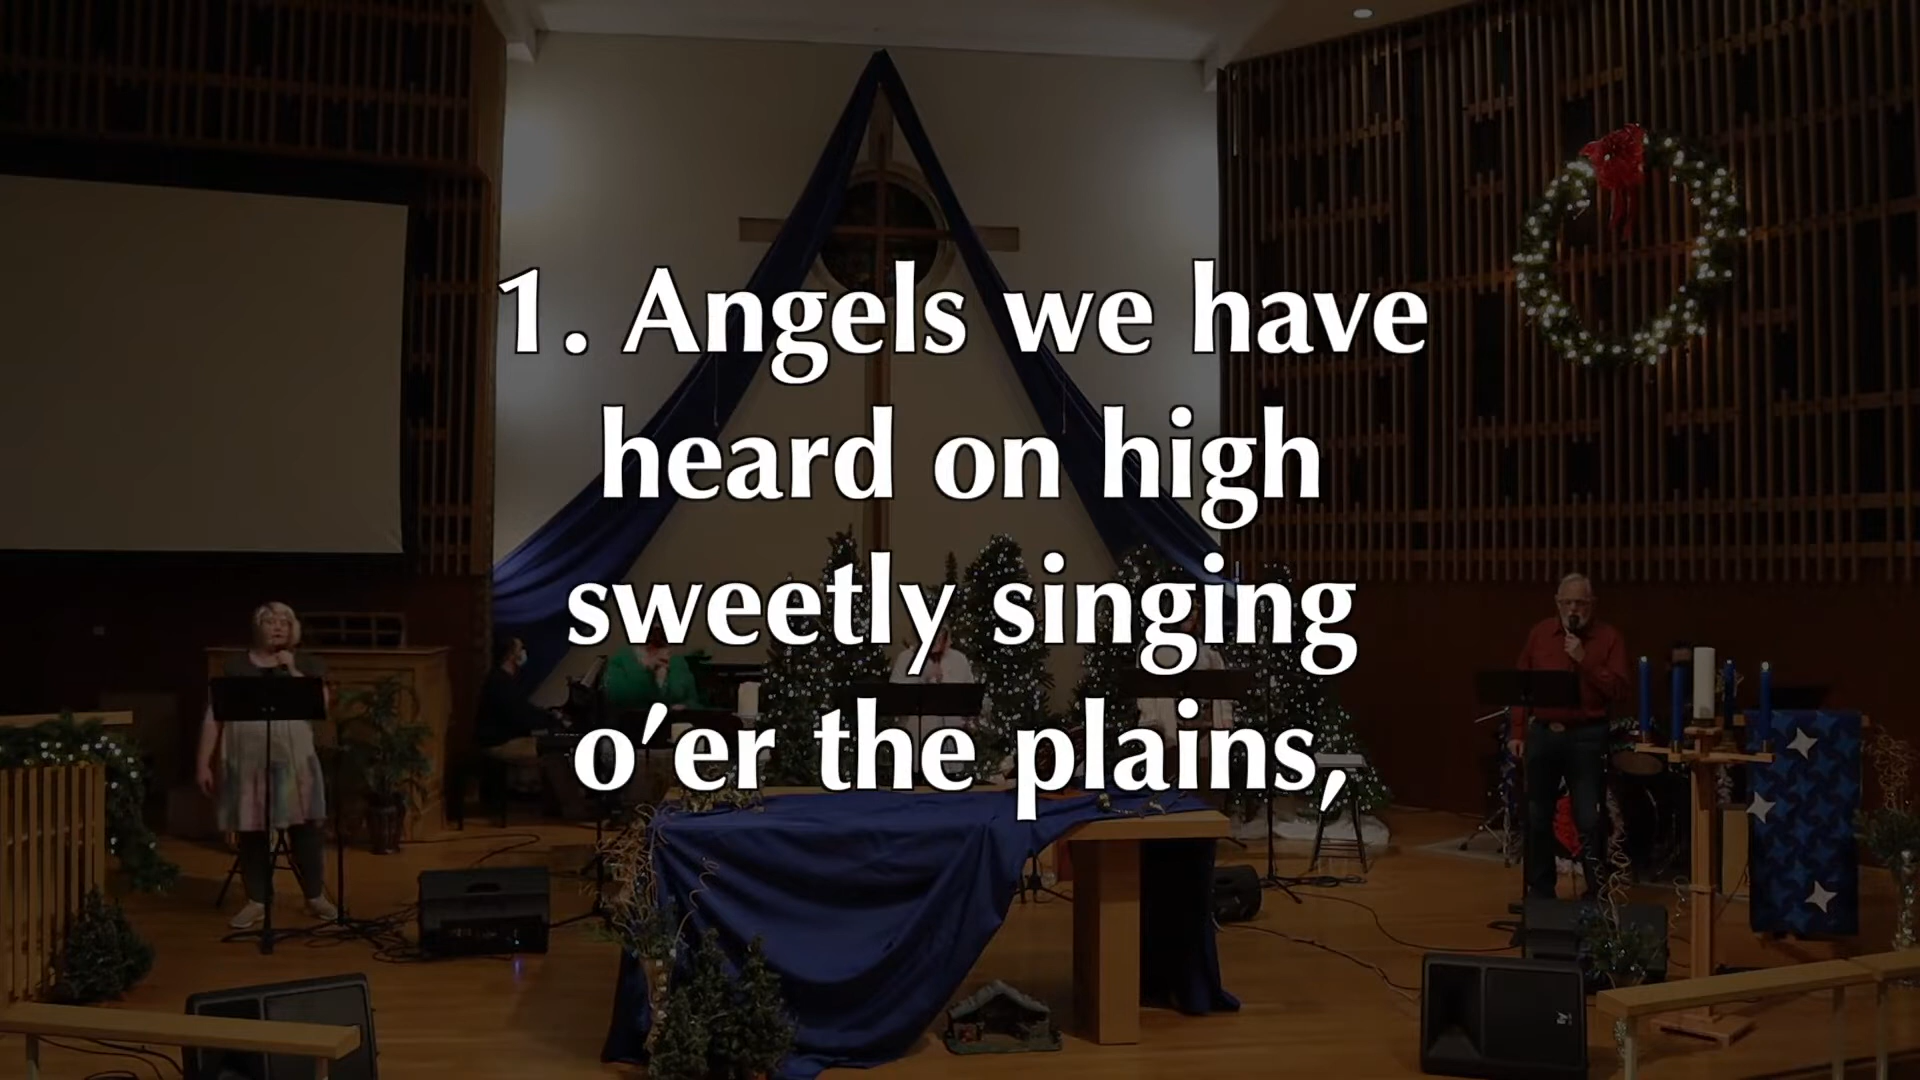 1. Angels we have
heard on high
sweetly singing
o’er the plains,